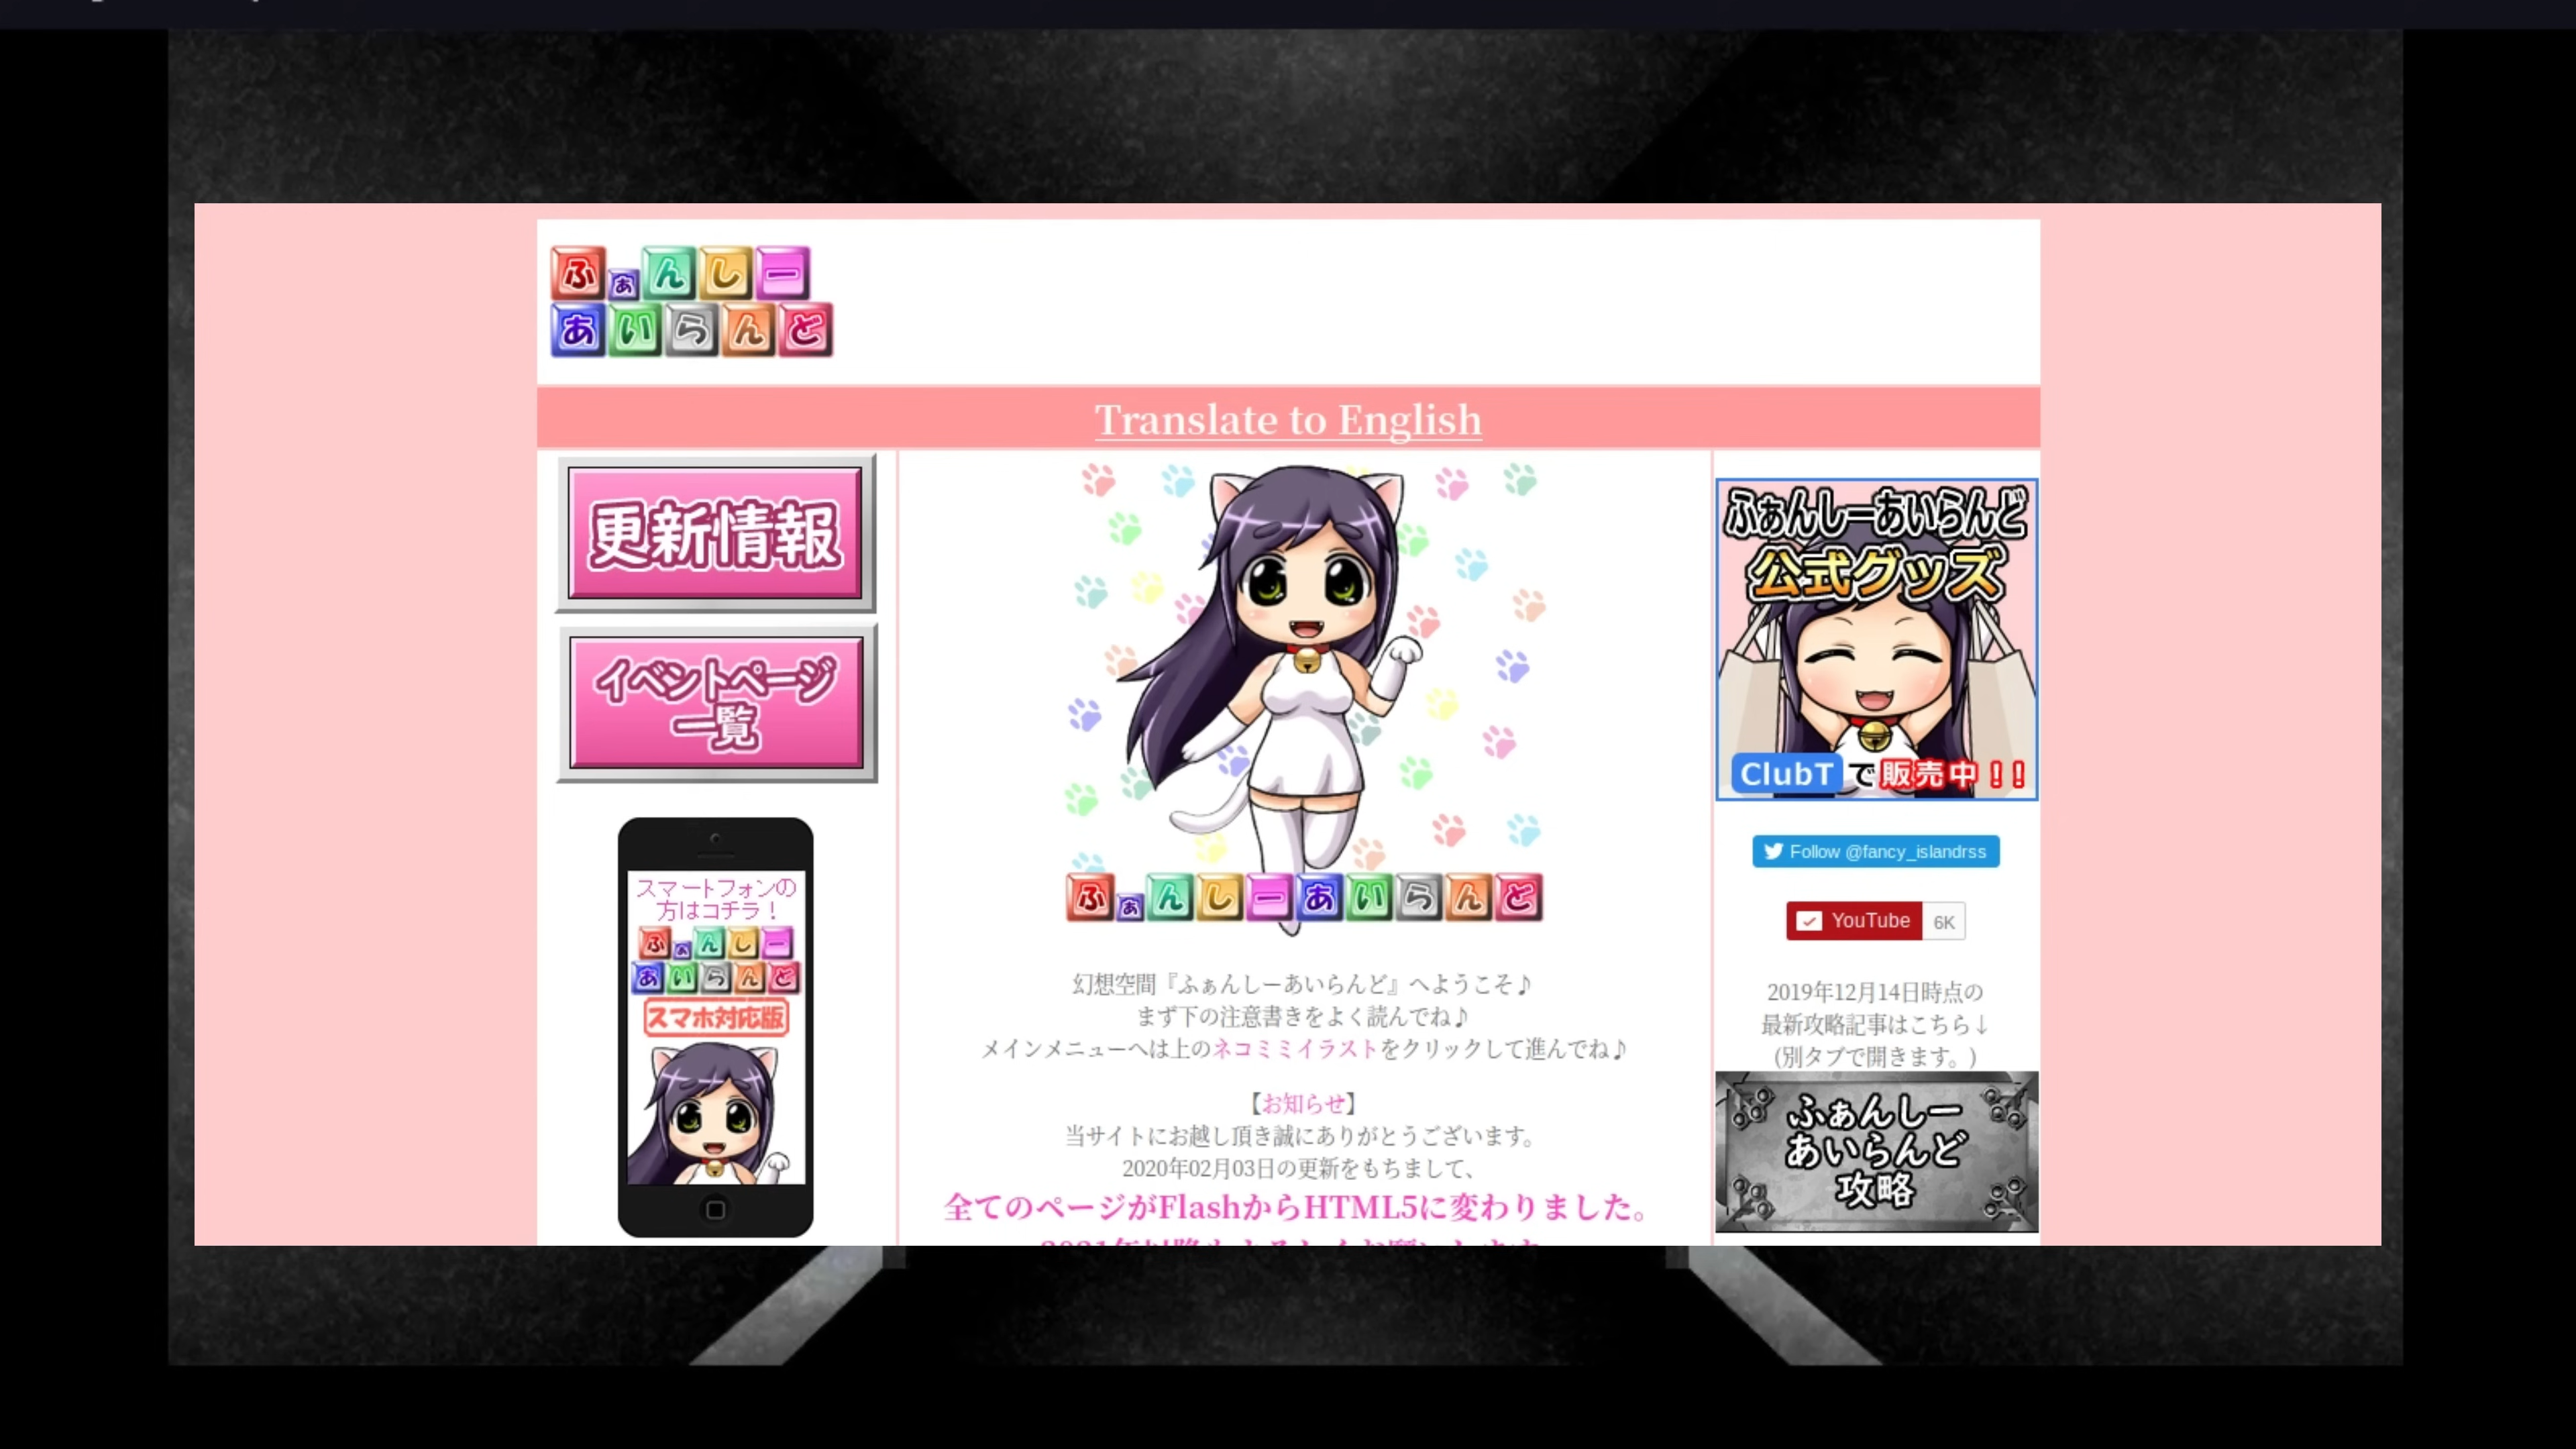 ふぁんしー
あいらんど
Translate to English
更新情報
イベントページ
一覧
スマートフォンの
方はコチラ！
ふぁんしー
あいらんど
スマホ対応版
ふぁんしーあいらんど
幻想空間『ふぁんしーあいらんど』へようこそ♪
まず下の注意書きをよく読んでね♪
メインメニューへは上のネコミミイラストをクリックして進んでね♪
【お知らせ】
当サイトにお越し頂き誠にありがとうございます。
2020年02月03日の更新をもちまして、
全てのページがFlashからHTML5に変わりました。
ふぁんしーあいらんど
公式グッズ
ClubTで販売中！！
Follow @fancy_islandrss
YouTube 6K
2019年12月14日時点の
最新攻略記事はこちら↓
(別タブで開きます。)
ふぁんしー
あいらんど
攻略